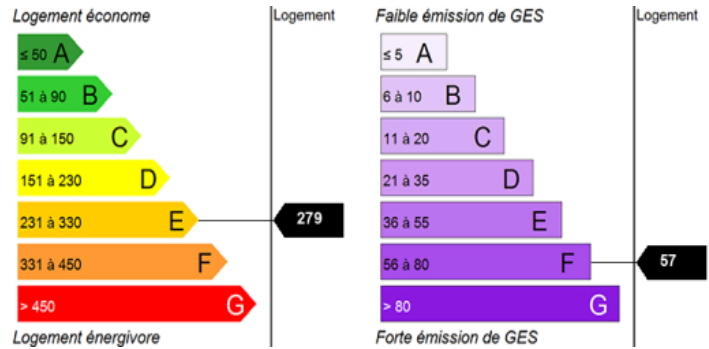 Logement économe
Logement
≤ 50 A
51 à 90 B
91 à 150 C
151 à 230 D
231 à 330 E
279
331 à 450 F
> 450 G
Logement énergivore
Faible émission de GES
Logement
≤ 5 A
6 à 10 B
11 à 20 C
21 à 35 D
36 à 55 E
56 à 80 F
57
> 80 G
Forte émission de GES